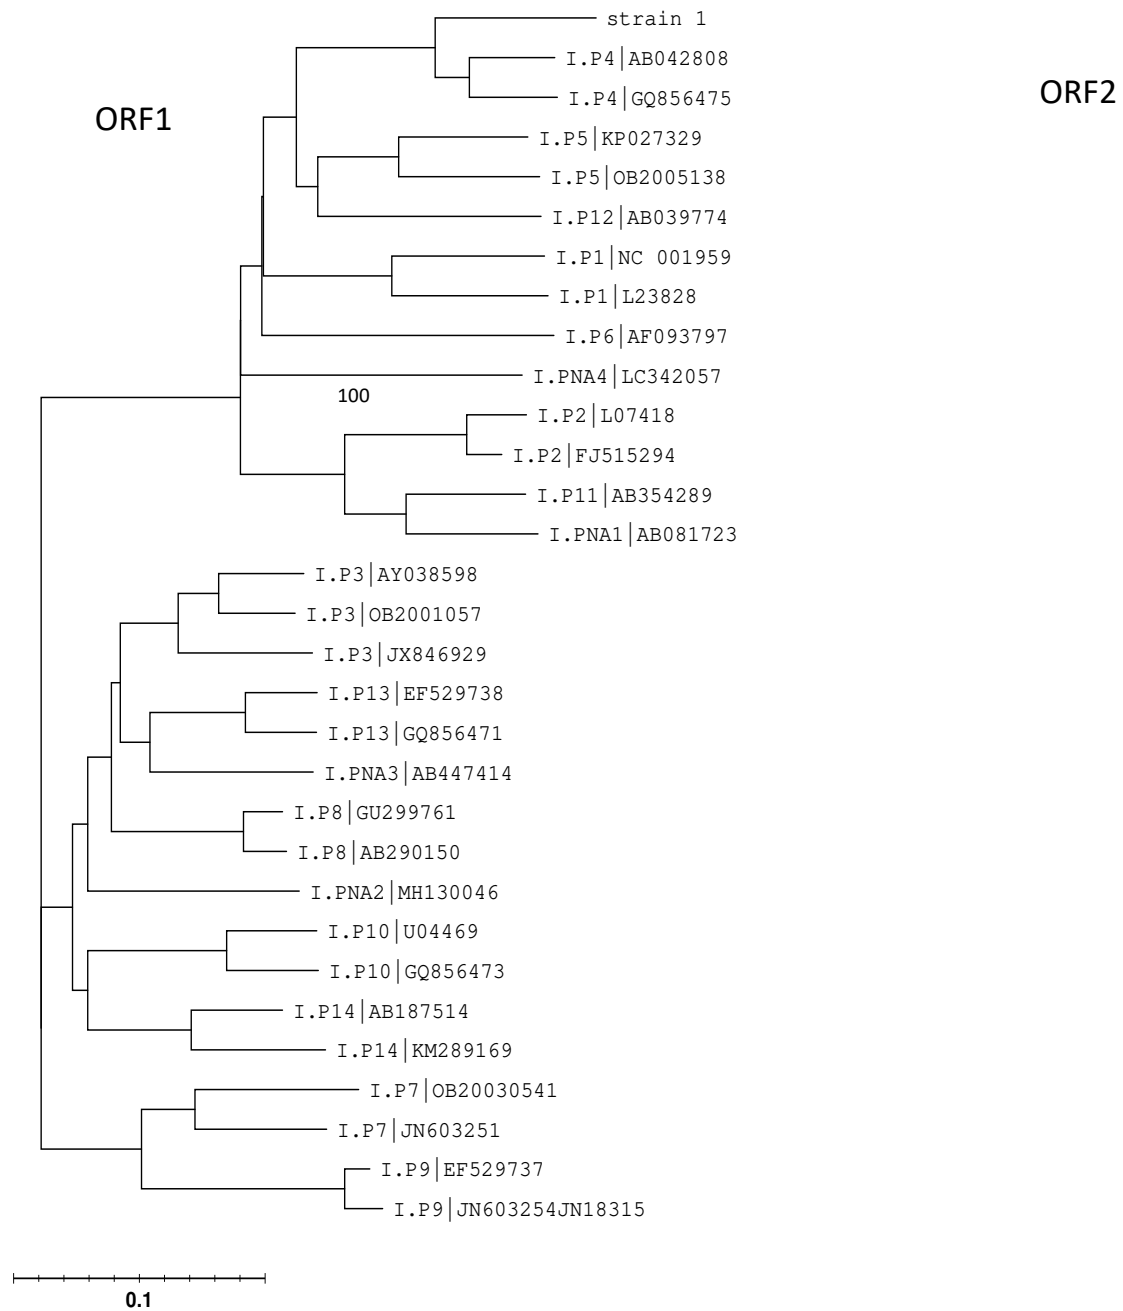 strain 1
I.P4|AB042808
ORF2
I.P4|GQ856475
ORF1
I.P5|KP027329
I.P5|OB2005138
I.P12|AB039774
I.P1|NC 001959
I.P1|L23828
I.P6|AF093797
I.PNA4|LC342057
100
I.P2|L07418
I.P2|FJ515294
I.P11|AB354289
I.PNA1|AB081723
I.P3|AY038598
I.P3|OB2001057
I.P3|JX846929
I.P13|EF529738
I.P13|GQ856471
I.PNA3|AB447414
I.P8|GU299761
I.P8|AB290150
I.PNA2|MH130046
I.P10|U04469
I.P10|GQ856473
I.P14|AB187514
I.P14|KM289169
I.P7|OB20030541
I.P7|JN603251
I.P9|EF529737
I.P9|JN603254JN18315
0.1